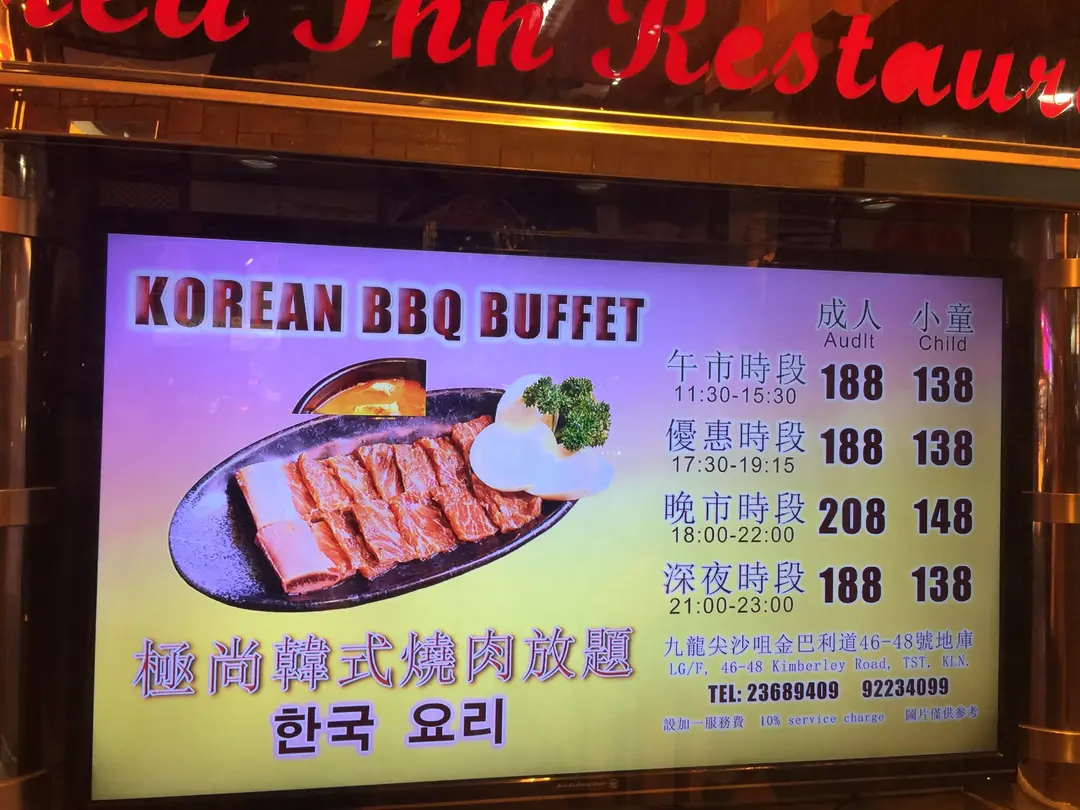 Inn Restaur
KOREAN BBQ BUFFET
極尚韓式燒肉放題
한국 요리
成人 小童
Audlt Child
午市時段 188 138
11:30-15:30
優惠時段 188 138
17:30-19:15
晚市時段 208 148
18:00-22:00
深夜時段 188 138
21:00-23:00
九龍尖沙咀金巴利道46-48號地庫
LG/F, 46-48 Kimberley Road, TST, KLN.
TEL: 23689409 92234099
設加一服務費 10% service charge 圖片僅供參考